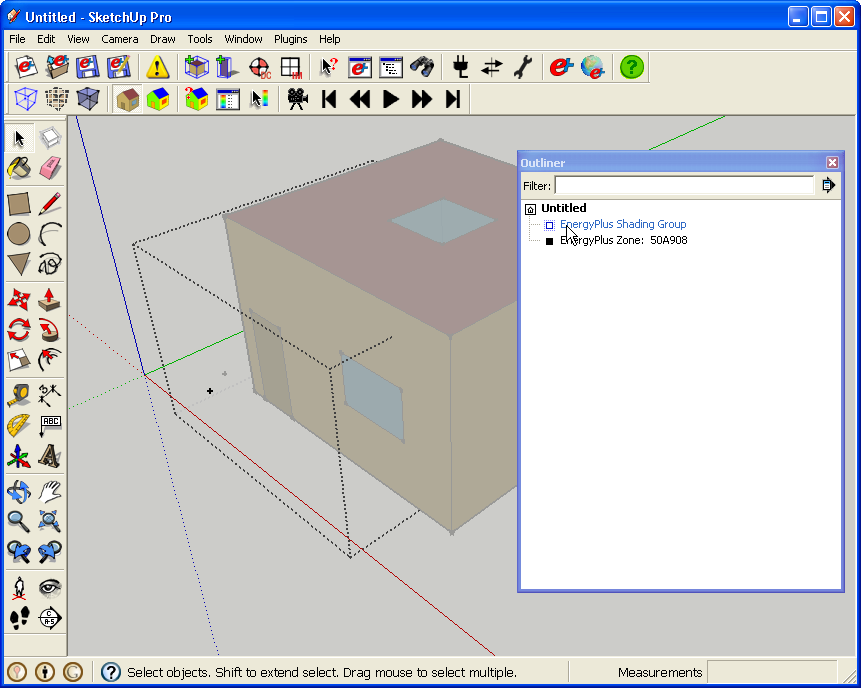 Untitled - SketchUp Pro
File Edit View Camera Draw Tools Window Plugins Help
Outliner
Filter:
Untitled
EnergyPlus Shading Group
EnergyPlus Zone: 50A908
ABC
Select objects. Shift to extend select. Drag mouse to select multiple.
Measurements